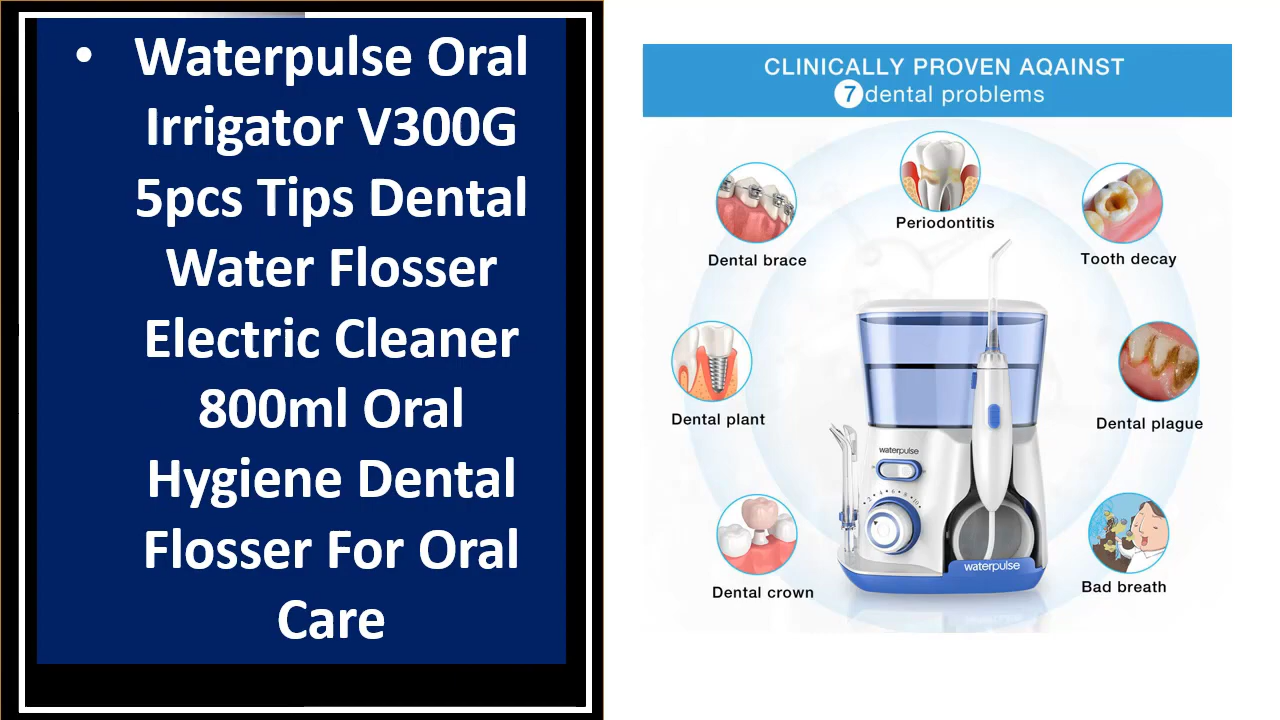 • Waterpulse Oral
Irrigator V300G
5pcs Tips Dental
Water Flosser
Electric Cleaner
800ml Oral
Hygiene Dental
Flosser For Oral
Care
CLINICALLY PROVEN AQAINST
7 dental problems
Periodontitis
Dental brace
Tooth decay
Dental plant
Dental plague
waterpulse
waterpulse
Dental crown
Bad breath